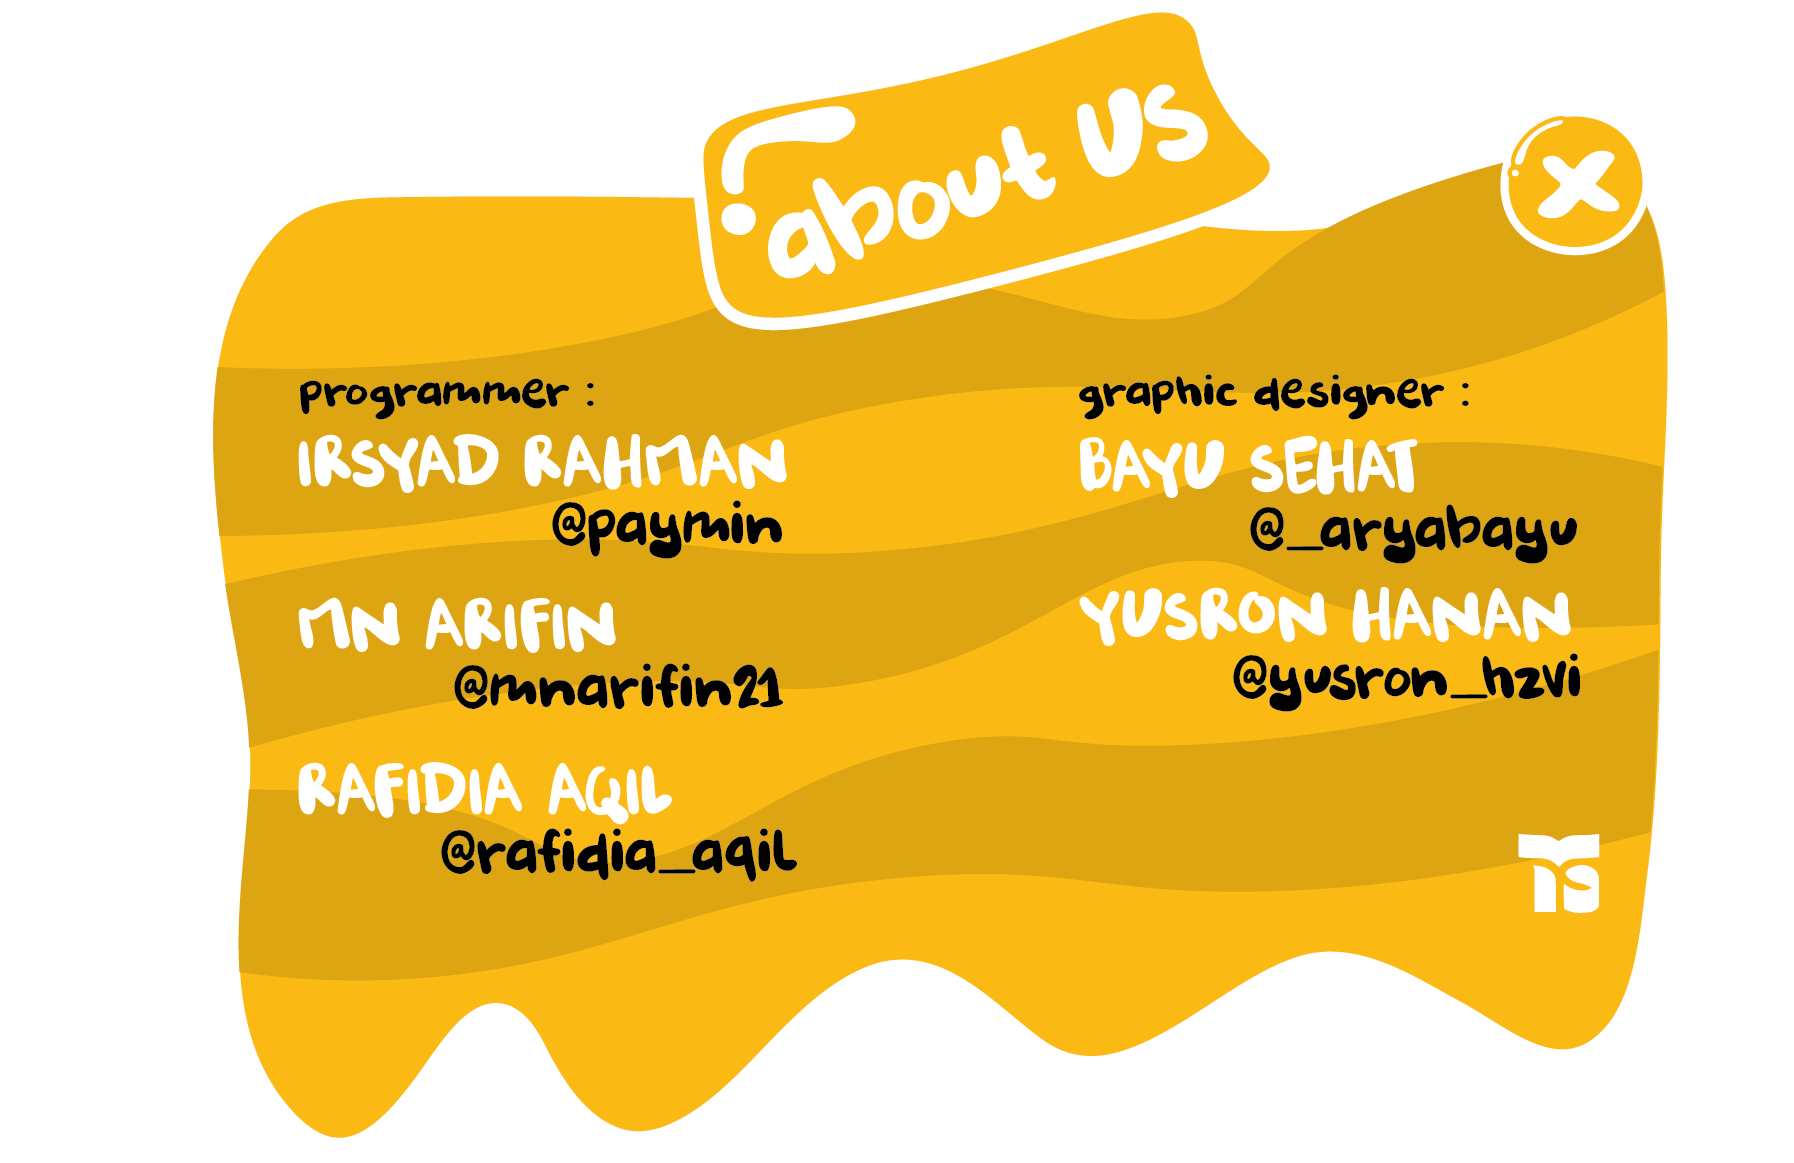 about US
programmer :
IRSYAD RAHMAN
@paymin
MN ARIFIN
@mnarifin21
RAFIDIA AQIL
@rafidia_aqil
graphic designer :
BAYU SEHAT
@_aryabayu
YUSRON HANAN
@yusron_hzvi